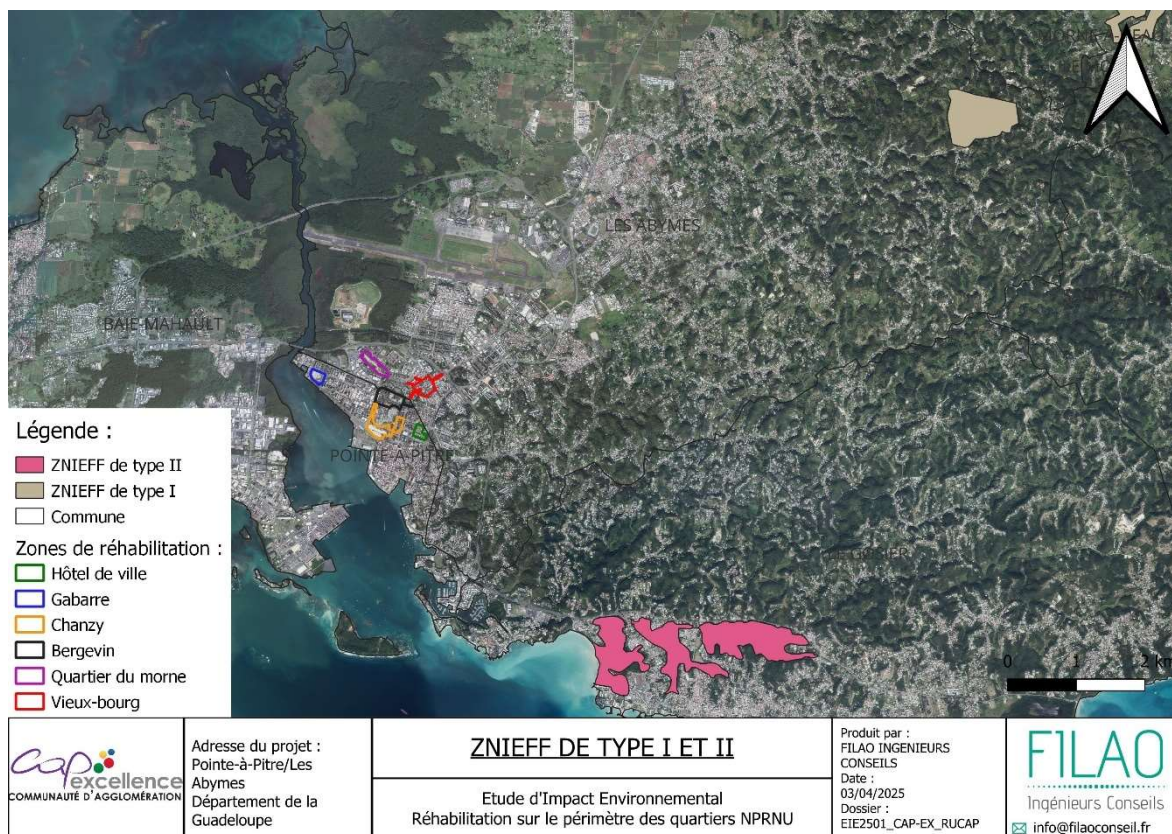 LES ABYMES
BAIE-MAHAULT
POINTE-A-PITRE
0 1 2 km
Légende :
ZNIEFF de type II
ZNIEFF de type I
Commune
Zones de réhabilitation :
Hôtel de ville
Gabarre
Chanzy
Bergevin
Quartier du morne
Vieux-bourg
Cap
excellence
COMMUNAUTÉ D'AGGLOMÉRATION
Adresse du projet :
Pointe-à-Pitre/Les
Abymes
Département de la
Guadeloupe
ZNIEFF DE TYPE I ET II
Etude d'Impact Environnemental
Réhabilitation sur le périmètre des quartiers NPRNU
Produit par :
FILAO INGENIEURS
CONSEILS
Date :
03/04/2025
Dossier :
EIE2501_CAP-EX_RUCAP
FILAO
Ingénieurs Conseils
info@filaoconseil.fr